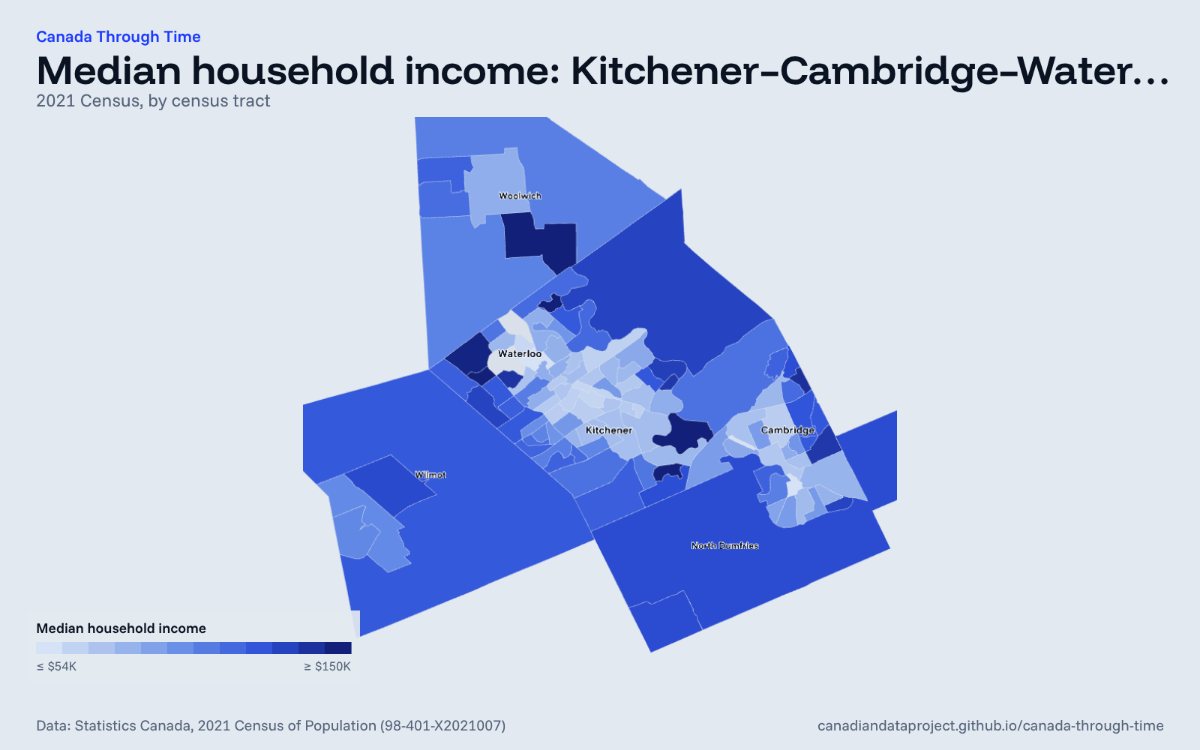 Canada Through Time
Median household income: Kitchener–Cambridge–Water…
2021 Census, by census tract
Woolwich
Waterloo
Kitchener
Cambridge
Wilmot
North Dumfries
Median household income
≤ $54K
≥ $150K
Data: Statistics Canada, 2021 Census of Population (98-401-X2021007)
canadiandataproject.github.io/canada-through-time